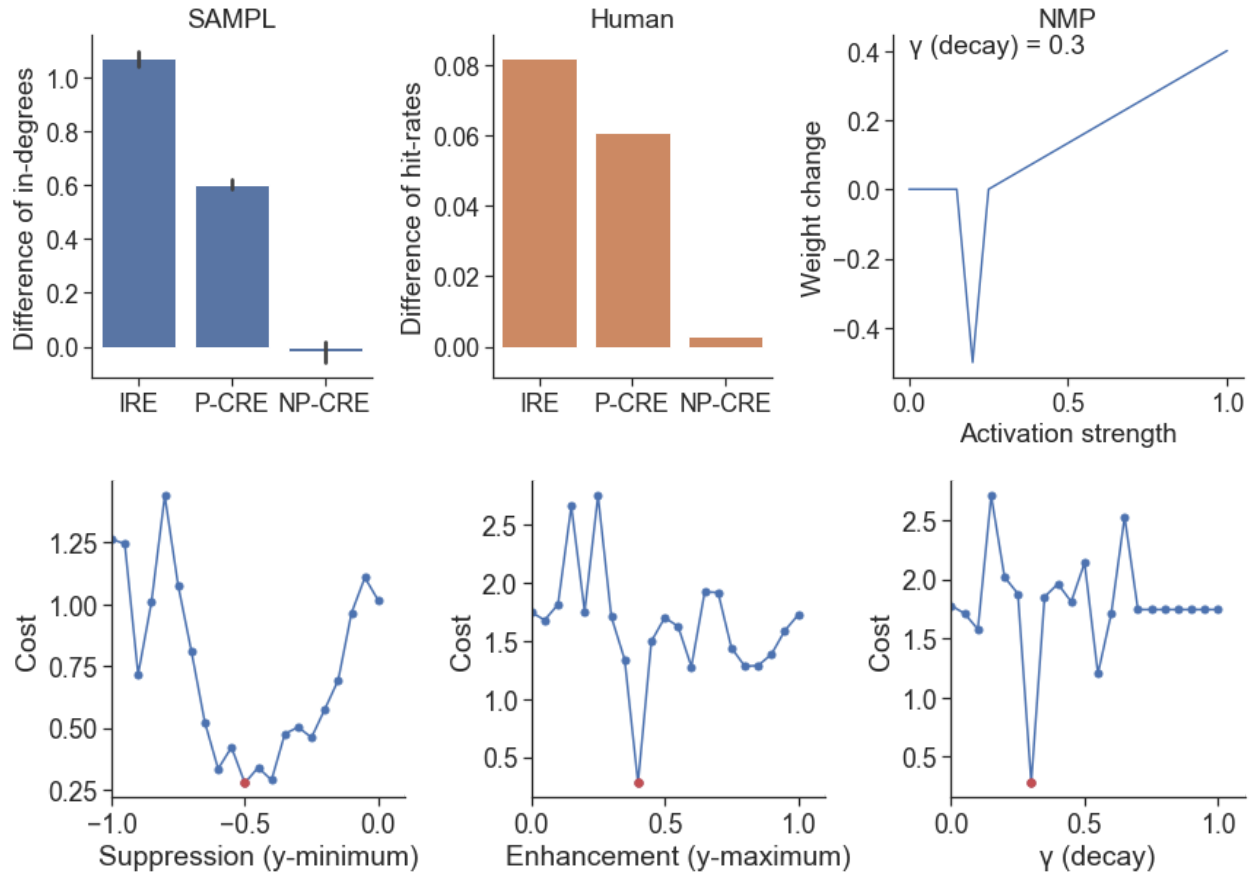 SAMPL
Difference of in-degrees
1.0
0.8
0.6
0.4
0.2
0.0
IRE P-CRE NP-CRE
Human
Difference of hit-rates
0.08
0.06
0.04
0.02
0.00
IRE P-CRE NP-CRE
NMP
γ (decay) = 0.3
Weight change
0.4
0.2
0.0
−0.2
−0.4
0.0 0.5 1.0
Activation strength
Cost
1.25
1.00
0.75
0.50
0.25
−1.0 −0.5 0.0
Suppression (y-minimum)
Cost
2.5
2.0
1.5
1.0
0.5
0.0 0.5 1.0
Enhancement (y-maximum)
Cost
2.5
2.0
1.5
1.0
0.5
0.0 0.5 1.0
γ (decay)